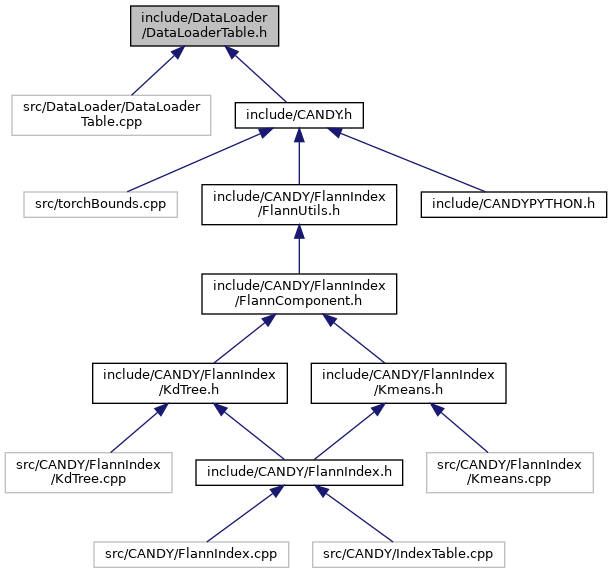 include/DataLoader
/DataLoaderTable.h
src/DataLoader/DataLoader
Table.cpp
include/CANDY.h
src/torchBounds.cpp
include/CANDY/FlannIndex
/FlannUtils.h
include/CANDYPYTHON.h
include/CANDY/FlannIndex
/FlannComponent.h
include/CANDY/FlannIndex
/KdTree.h
include/CANDY/FlannIndex
/Kmeans.h
src/CANDY/FlannIndex
/KdTree.cpp
include/CANDY/FlannIndex.h
src/CANDY/FlannIndex
/Kmeans.cpp
src/CANDY/FlannIndex.cpp
src/CANDY/IndexTable.cpp